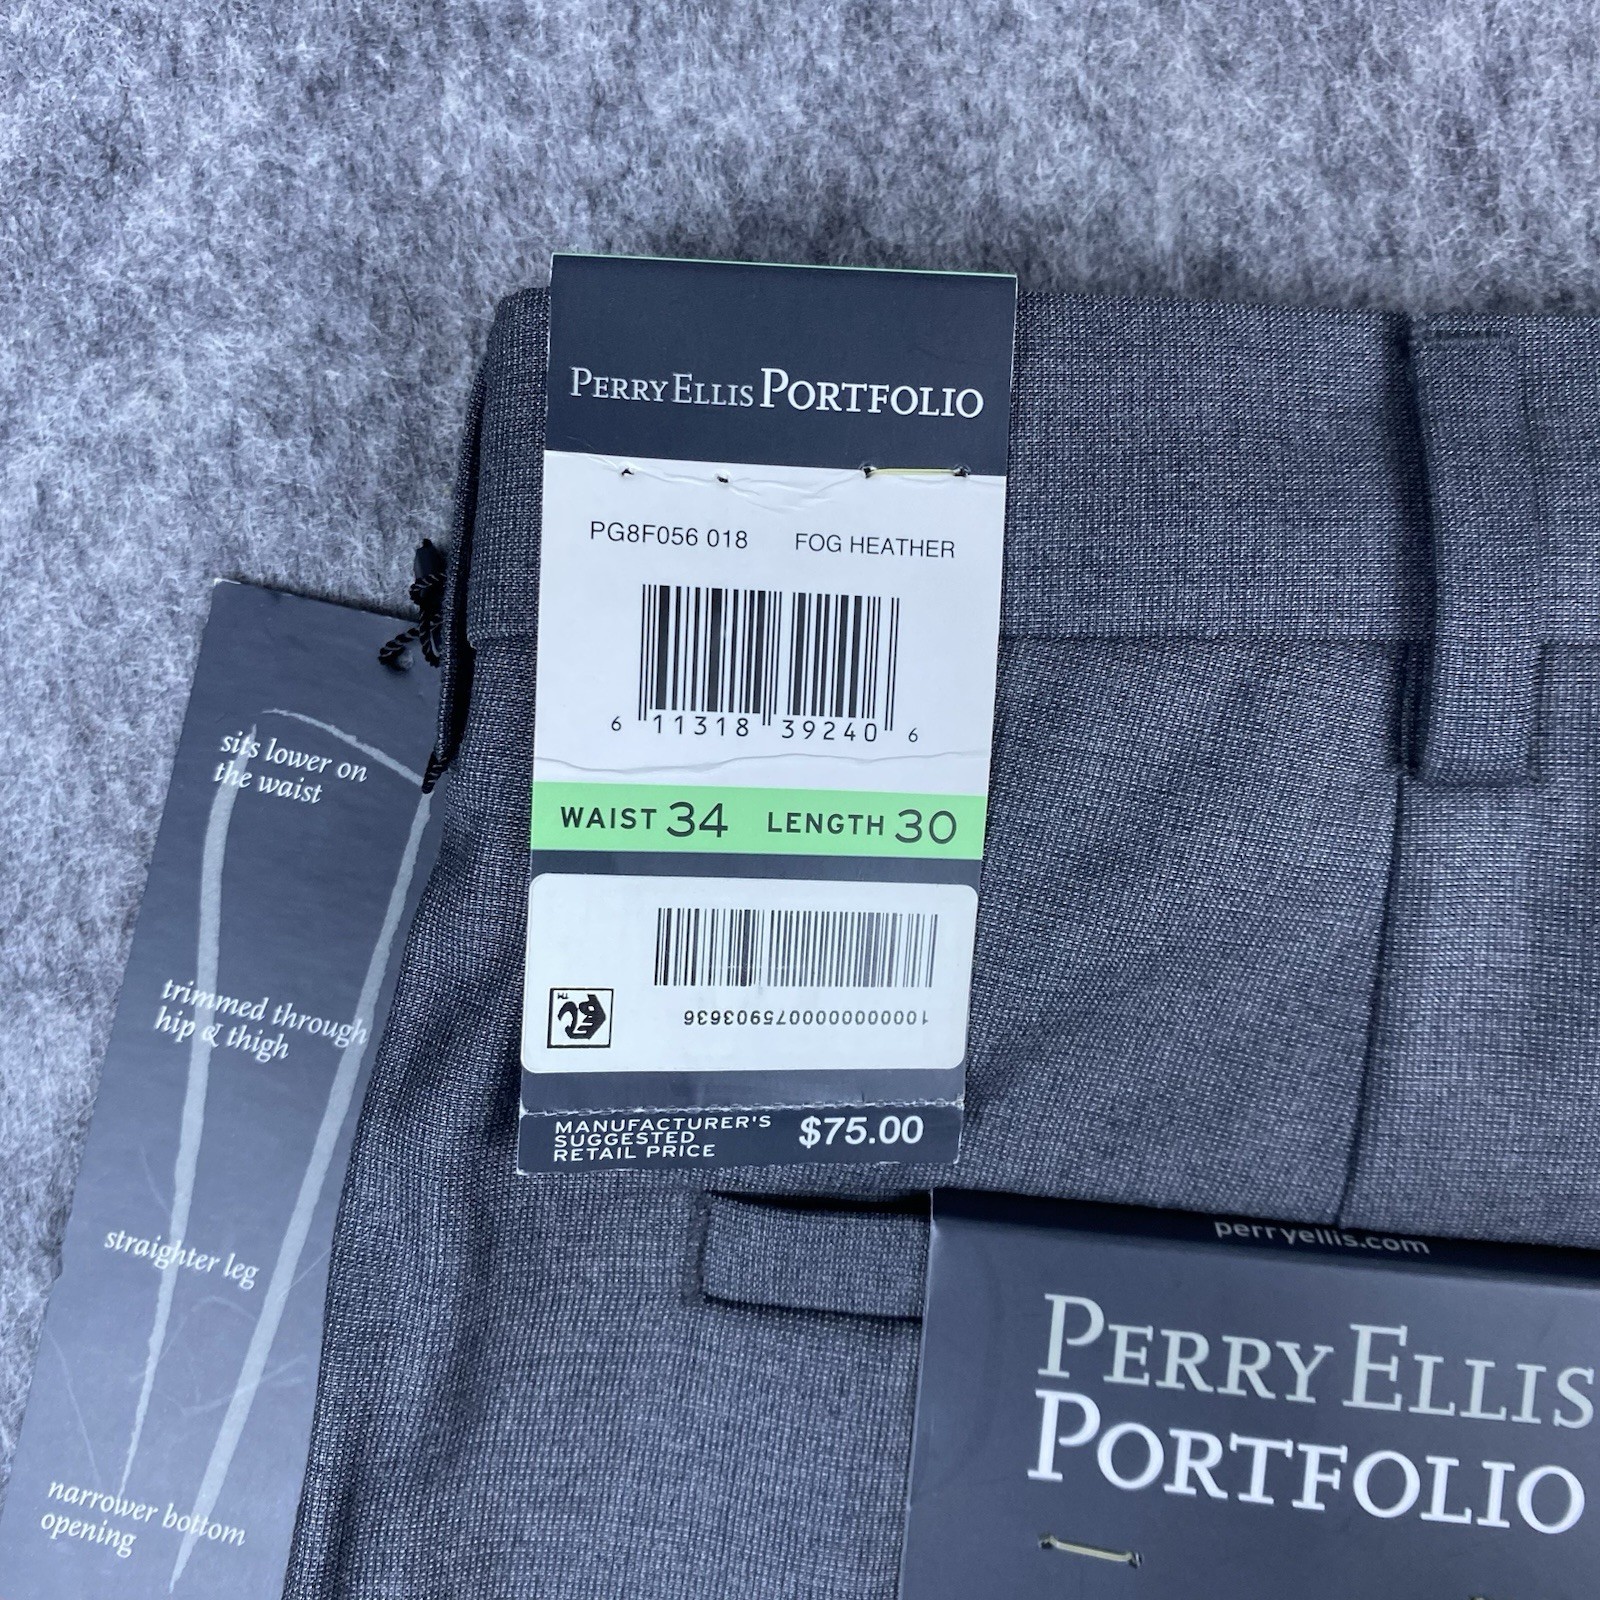 PERRY ELLIS PORTFOLIO
PG8F056 018 FOG HEATHER
6 11318 39240 6
WAIST 34 LENGTH 30
10000000000075903636
MANUFACTURER'S
SUGGESTED
RETAIL PRICE
$75.00
sits lower on
the waist
trimmed through
hip & thigh
straighter leg
narrower bottom
opening
perryellis.com
PERRY ELLIS
PORTFOLIO